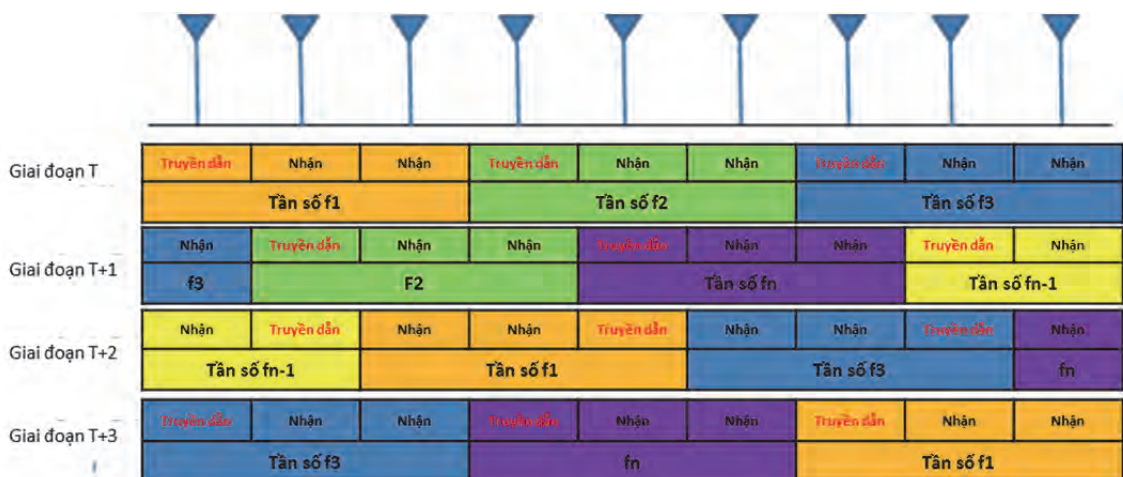 Giai đoạn T
Truyền dẫn Nhận Nhận Truyền dẫn Nhận Nhận Truyền dẫn Nhận Nhận
Tần số f1 Tần số f2 Tần số f3
Giai đoạn T+1
Nhận Truyền dẫn Nhận Nhận Truyền dẫn Nhận Nhận Truyền dẫn Nhận
f3 F2 Tần số fn Tần số fn-1
Giai đoạn T+2
Nhận Truyền dẫn Nhận Nhận Truyền dẫn Nhận Nhận Truyền dẫn Nhận
Tần số fn-1 Tần số f1 Tần số f3 fn
Giai đoạn T+3
Truyền dẫn Nhận Nhận Truyền dẫn Nhận Nhận Truyền dẫn Nhận Nhận
Tần số f3 fn Tần số f1